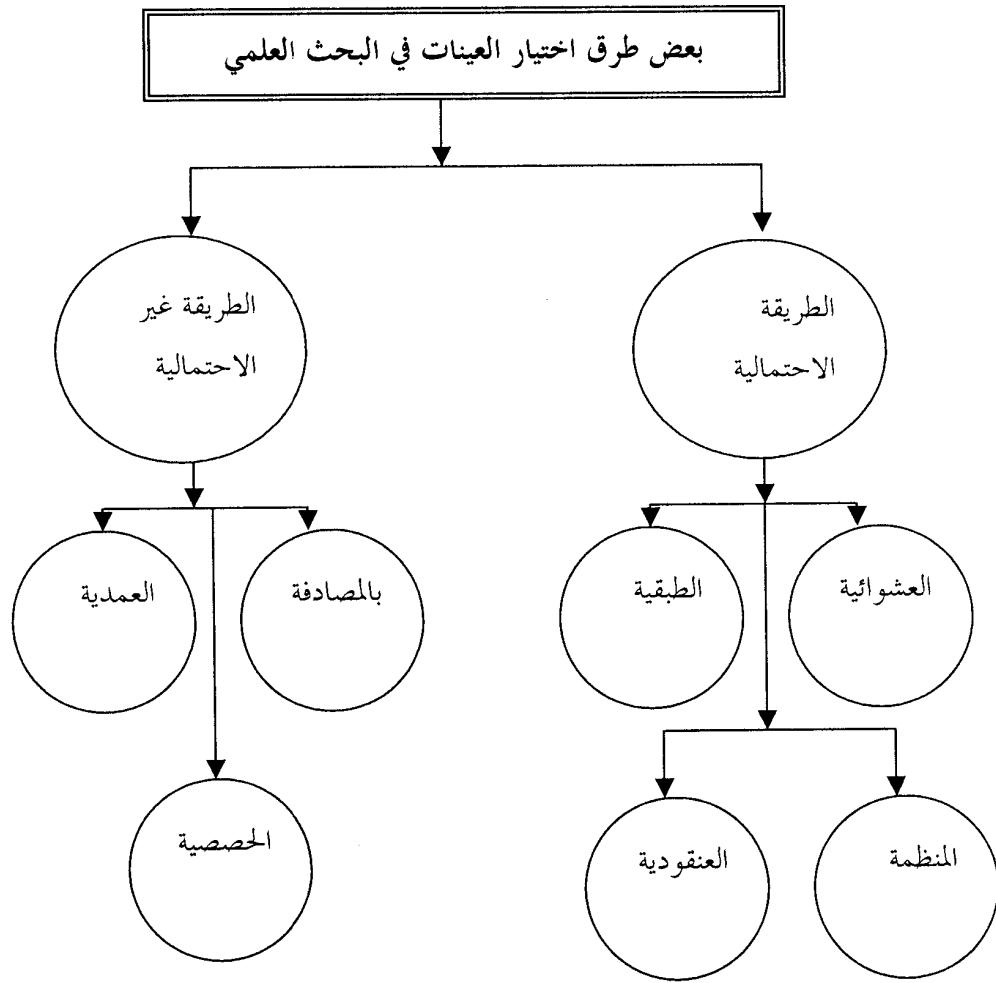 بعض طرق اختيار العينات في البحث العلمي
الطريقة
الاحتمالية
الطريقة غير
الاحتمالية
العشوائية
الطبقية
المنظمة
العنقودية
بالمصادفة
العمدية
الحصصية